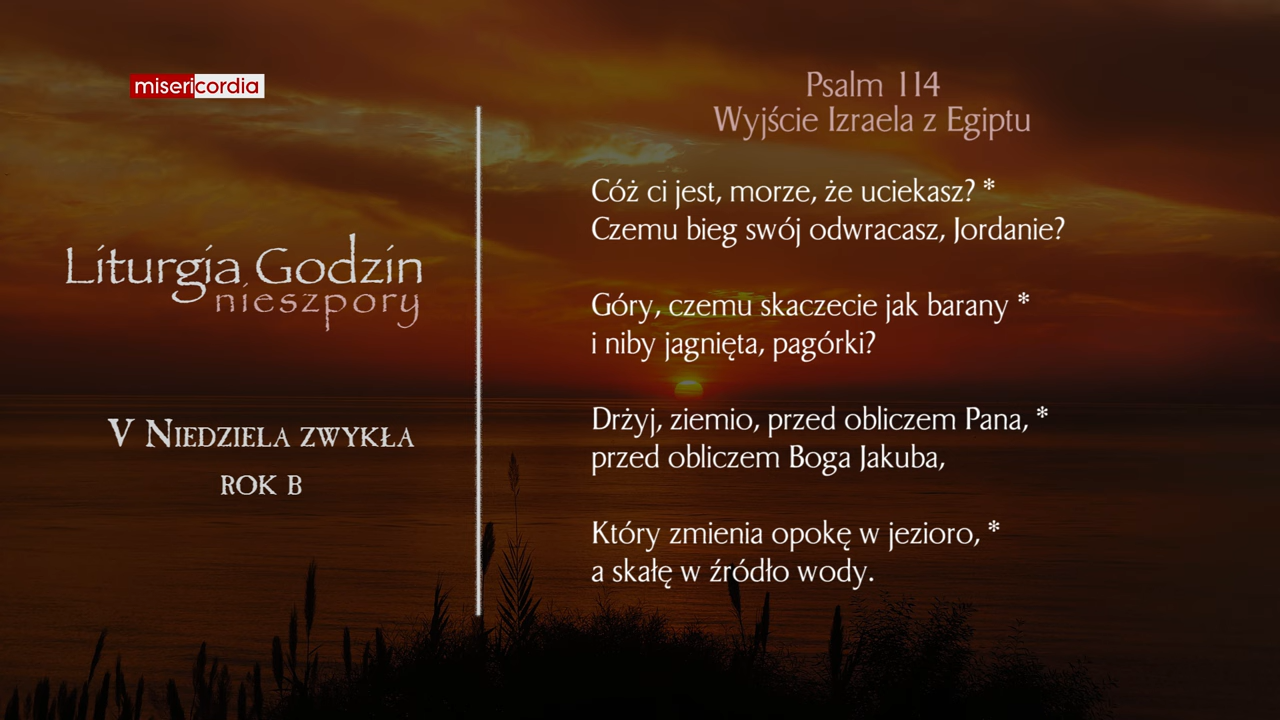 misericordia
Liturgia Godzin
nieszpory
V Niedziela zwykła
rok B
Psalm 114
Wyjście Izraela z Egiptu
Cóż ci jest, morze, że uciekasz? *
Czemu bieg swój odwracasz, Jordanie?
Góry, czemu skaczecie jak barany *
i niby jagnięta, pagórki?
Drżyj, ziemio, przed obliczem Pana, *
przed obliczem Boga Jakuba,
Który zmienia opokę w jezioro, *
a skałę w źródło wody.